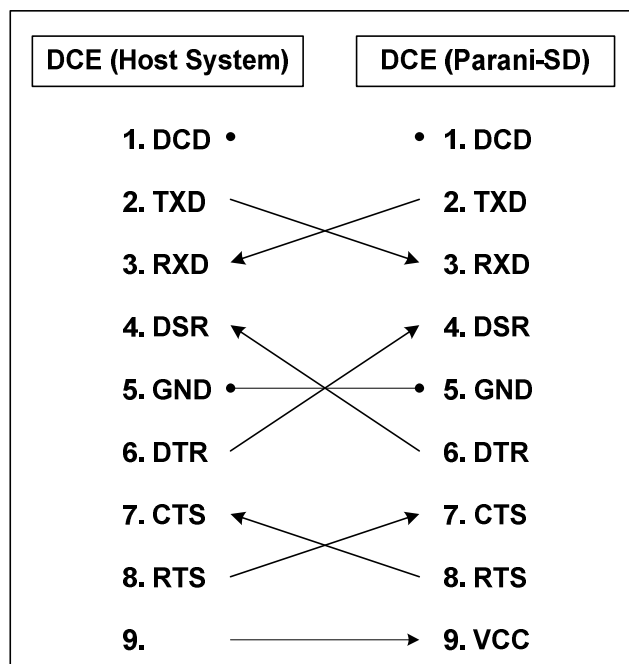 DCE (Host System) DCE (Parani-SD)
1. DCD 1. DCD
2. TXD 2. TXD
3. RXD 3. RXD
4. DSR 4. DSR
5. GND 5. GND
6. DTR 6. DTR
7. CTS 7. CTS
8. RTS 8. RTS
9. 9. VCC